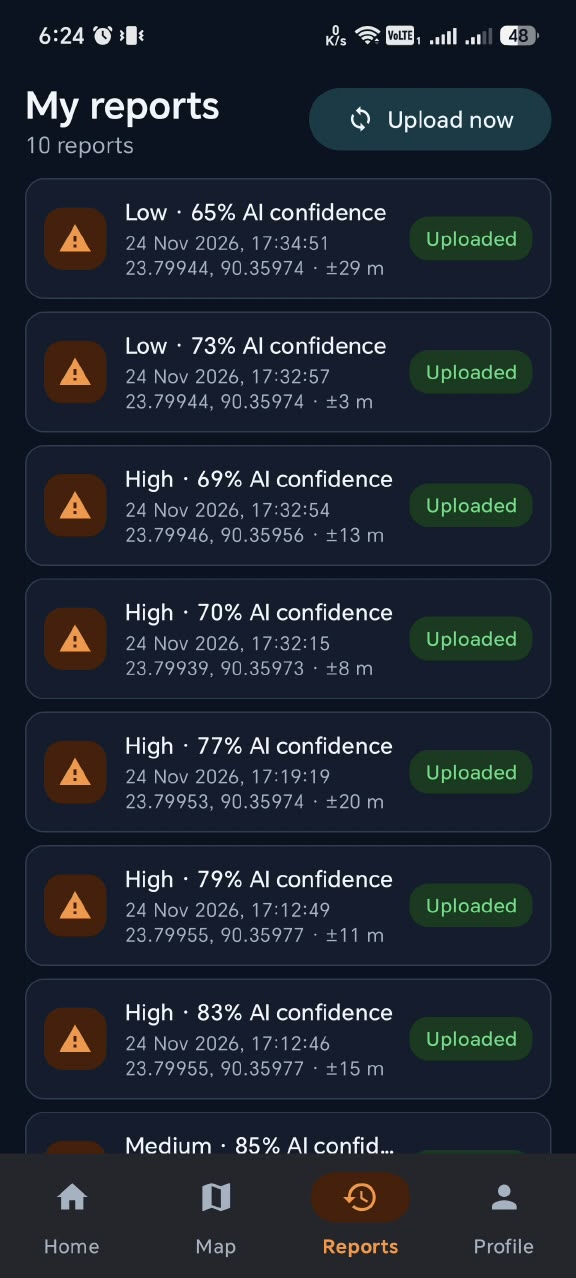 6:24 0 K/s VoLTE 1 48
My reports
10 reports
Upload now
Low · 65% AI confidence
24 Nov 2026, 17:34:51
23.79944, 90.35974 · ±29 m
Uploaded
Low · 73% AI confidence
24 Nov 2026, 17:32:57
23.79944, 90.35974 · ±3 m
Uploaded
High · 69% AI confidence
24 Nov 2026, 17:32:54
23.79946, 90.35956 · ±13 m
Uploaded
High · 70% AI confidence
24 Nov 2026, 17:32:15
23.79939, 90.35973 · ±8 m
Uploaded
High · 77% AI confidence
24 Nov 2026, 17:19:19
23.79953, 90.35974 · ±20 m
Uploaded
High · 79% AI confidence
24 Nov 2026, 17:12:49
23.79955, 90.35977 · ±11 m
Uploaded
High · 83% AI confidence
24 Nov 2026, 17:12:46
23.79955, 90.35977 · ±15 m
Uploaded
Medium · 85% AI confid...
Home Map Reports Profile